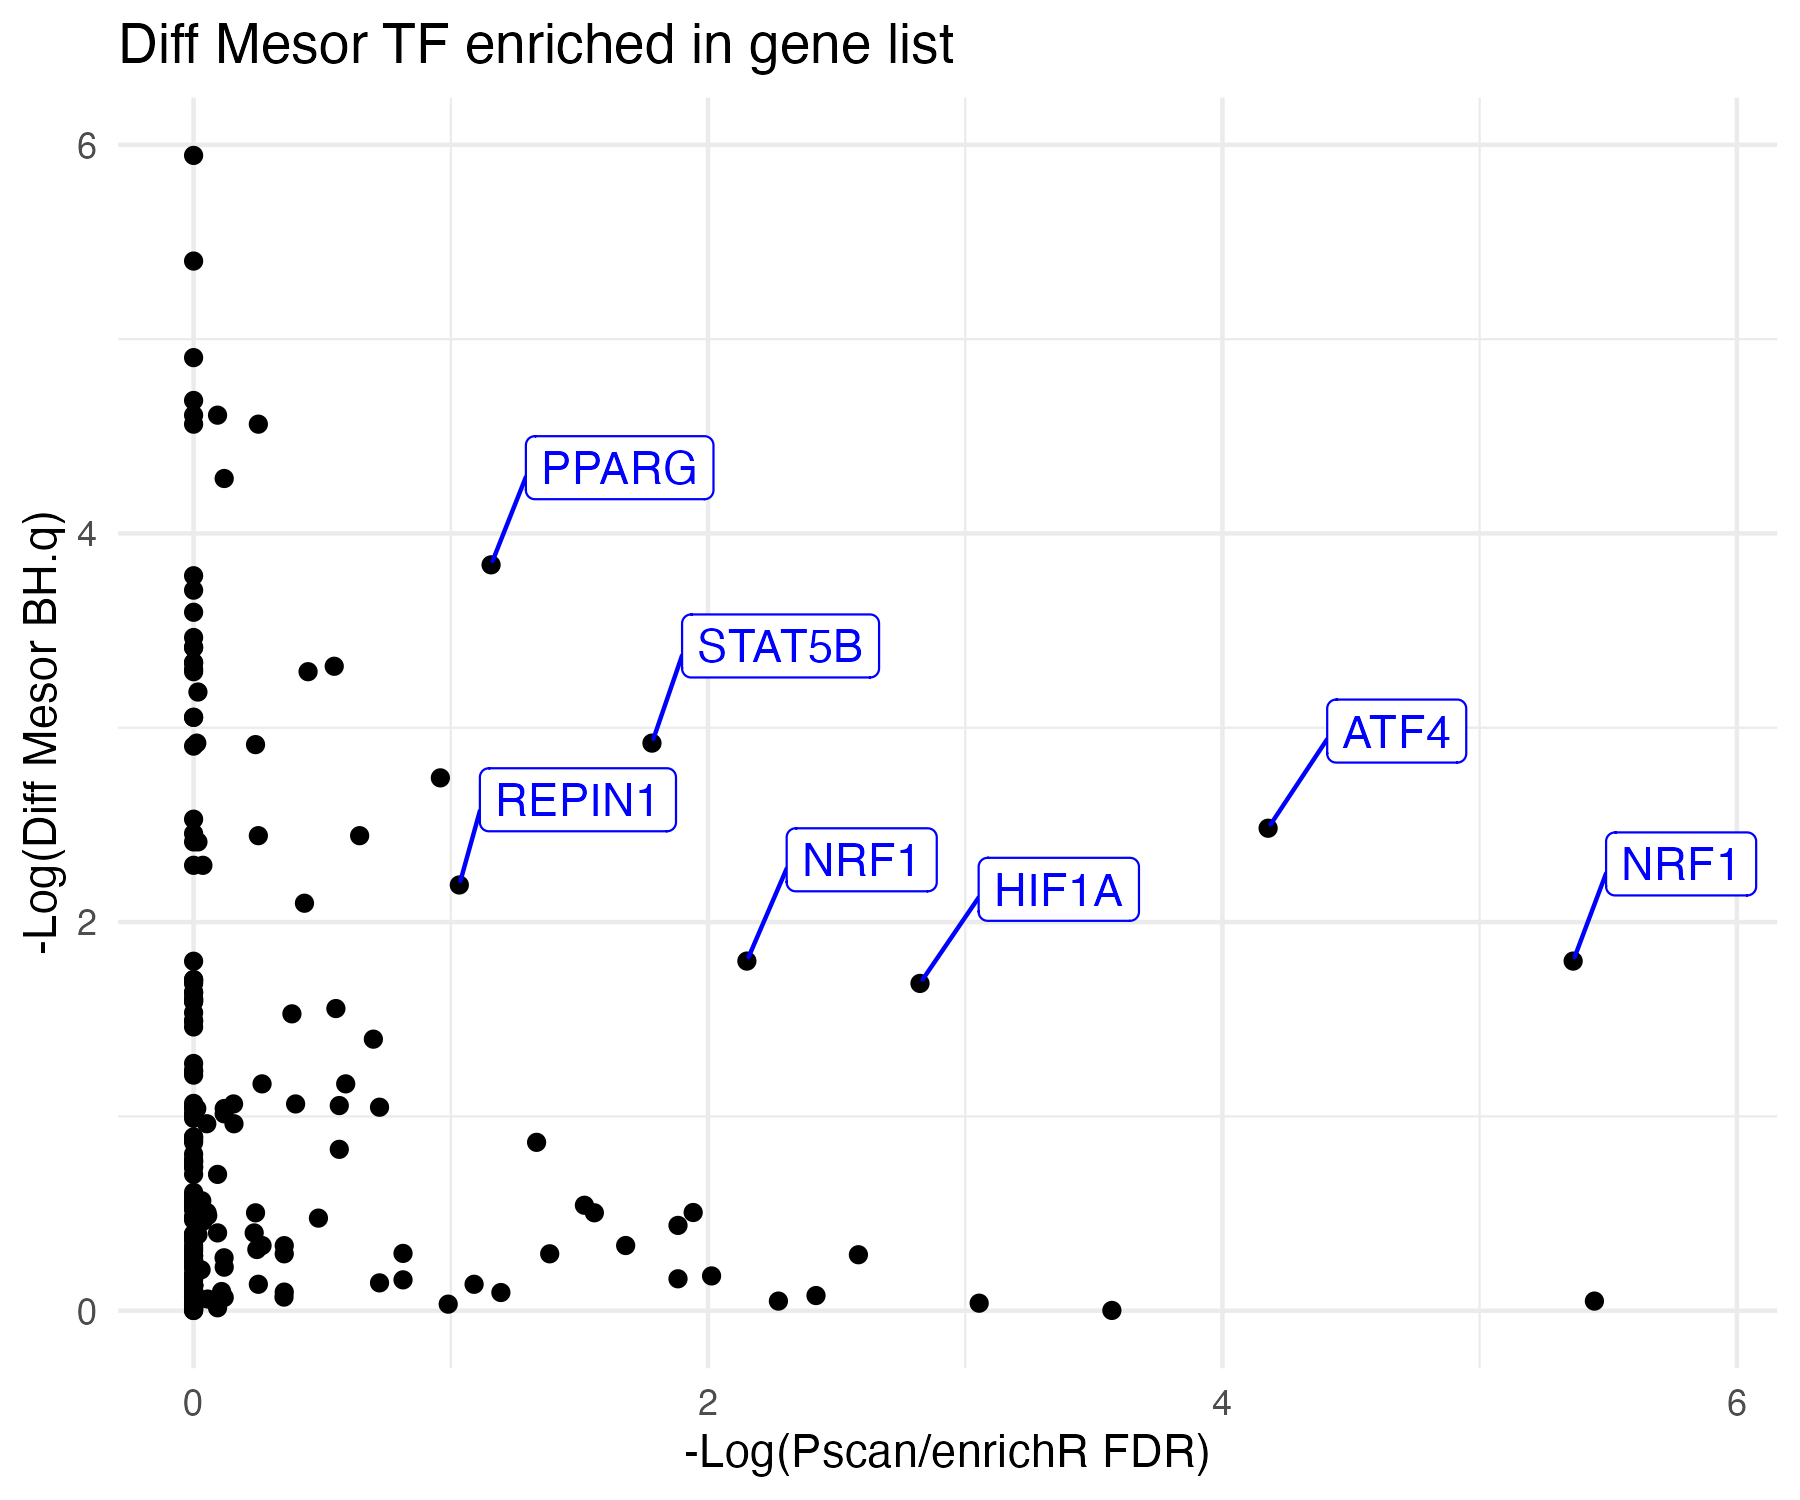 Diff Mesor TF enriched in gene list
6
4
2
0
-Log(Diff Mesor BH.q)
PPARG
STAT5B
ATF4
REPIN1
NRF1
NRF1
HIF1A
0
2
4
6
-Log(Pscan/enrichR FDR)